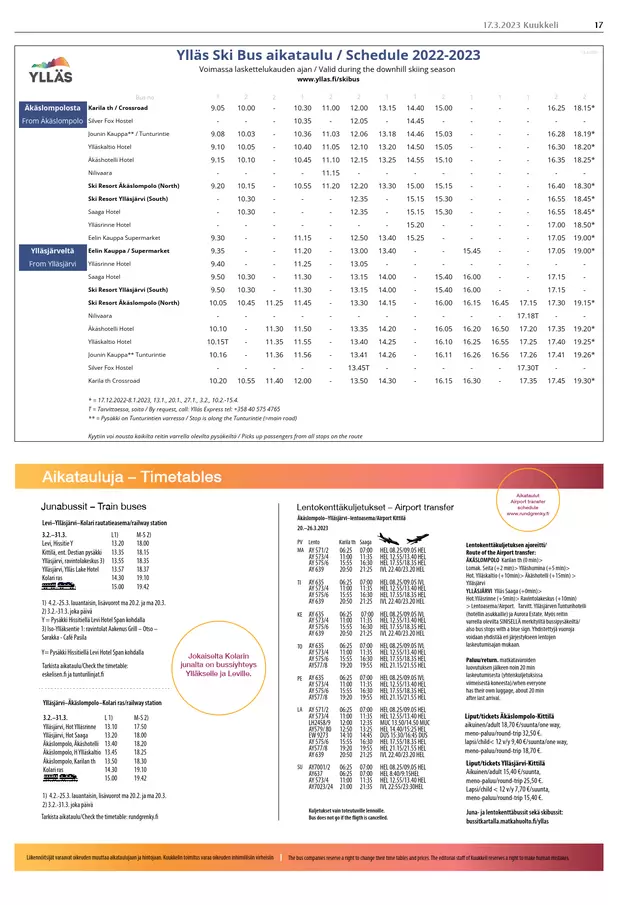 17.3.2023 Kuukkeli 17
YLLÄS
Ylläs Ski Bus aikataulu / Schedule 2022-2023
Voimassa laskettelukauden ajan / Valid during the downhill skiing season
www.yllas.fi/skibus
Bus no 1 2 2 1 2 2 1 1 2 - - - 2 2
Äkäslompolosta Karila th / Crossroad 9.05 10.00 - 10.30 11.00 12.00 13.15 14.40 15.00 - - - 16.25 18.15*
From Äkäslompolo Silver Fox Hostel - - - 10.35 - 12.05 - 14.45 - - - - - -
Jounin Kauppa** / Tunturintie 9.08 10.03 - 10.36 11.03 12.06 13.18 14.46 15.03 - - - 16.28 18.19*
Ylläskaltio Hotel 9.10 10.05 - 10.40 11.05 12.10 13.20 14.50 15.05 - - - 16.30 18.20*
Äkäshotelli Hotel 9.15 10.10 - 10.45 11.10 12.15 13.25 14.55 15.10 - - - 16.35 18.25*
Nilivaara - - - - 11.15 - - - - - - - - -
Ski Resort Äkäslompolo (North) 9.20 10.15 - 10.55 11.20 12.20 13.30 15.00 15.15 - - - 16.40 18.30*
Ski Resort Ylläsjärvi (South) - 10.30 - - - 12.35 - 15.15 15.30 - - - 16.55 18.45*
Saaga Hotel - 10.30 - - - 12.35 - 15.15 15.30 - - - 16.55 18.45*
Ylläsrinne Hotel - - - - - - - 15.20 - - - - 17.00 18.50*
Eelin Kauppa Supermarket 9.30 - - 11.15 - 12.50 13.40 15.25 - - - - 17.05 19.00*
Ylläsjärveltä Eelin Kauppa / Supermarket 9.35 - - 11.20 - 13.00 13.40 - - 15.45 - - 17.05 19.00*
From Ylläsjärvi Ylläsrinne Hotel 9.40 - - 11.25 - 13.05 - - - - - - - -
Saaga Hotel 9.50 10.30 - 11.30 - 13.15 14.00 - 15.40 16.00 - - 17.15 -
Ski Resort Ylläsjärvi (South) 9.50 10.30 - 11.30 - 13.15 14.00 - 15.40 16.00 - - 17.15 -
Ski Resort Äkäslompolo (North) 10.05 10.45 11.25 11.45 - 13.30 14.15 - 16.00 16.15 16.45 17.15 17.30 19.15*
Nilivaara - - - - - - - - - - - 17.18T - -
Äkäshotelli Hotel 10.10 - 11.30 11.50 - 13.35 14.20 - 16.05 16.20 16.50 17.20 17.35 19.20*
Ylläskaltio Hotel 10.15T - 11.35 11.55 - 13.40 14.25 - 16.10 16.25 16.55 17.25 17.40 19.25*
Jounin Kauppa** / Tunturintie 10.16 - 11.36 11.56 - 13.41 14.26 - 16.11 16.26 16.56 17.26 17.41 19.26*
Silver Fox Hostel - - - - - 13.45T - - - - - 17.30T - -
Karila th Crossroad 10.20 10.55 11.40 12.00 - 13.50 14.30 - 16.15 16.30 - 17.35 17.45 19.30*
* = 17.12.2022-8.1.2023, 13.1., 20.1., 27.1., 3.2., 10.2.-15.4.
T = Tarvittaessa, soita / By request, call: Ylläs Express tel: +358 40 575 4765
** = Pysäkki on Tunturintien varressa / Stop is along the Tunturintie (=main road)
Kyytiin voi nousta kaikilta reitin varrella olevilta pysäkeiltä / Picks up passengers from all stops on the route
Aikatauluja – Timetables
Junabussit – Train buses
Levi–Ylläsjärvi–Kolari rautatieasema/railway station
3.2.–31.3. L1) M-S 2)
Levi, Hissitie Y 13.20 18.00
Kittilä, ent. Destian pysäkki 13.35 18.15
Ylläsjärvi, ravintolakeskus 3) 13.55 18.35
Ylläsjärvi, Ylläs Lake Hotel 13.57 18.37
Kolari ras 14.30 19.10
15.00 19.42
1) 4.2.-25.3. lauantaisin, lisävuorot ma 20.2. ja ma 20.3.
2) 3.2.-31.3. joka päivä
Y = Pysäkki Hissitiellä Levi Hotel Span kohdalla
3) Iso-Ylläksentie 1: ravintolat Aakenus Grill – Otso –
Sarakka - Café Pasila
Y= Pysäkki Hissitiellä Levi Hotel Span kohdalla
Tarkista aikataulu/Check the timetable:
eskelisen.fi ja tunturilinjat.fi
Jokaiselta Kolarin
junalta on bussiyhteys
Ylläkselle ja Leville.
Ylläsjärvi–Äkäslompolo–Kolari ras/railway station
3.2.–31.3. L 1) M-S 2)
Ylläsjärvi, Hot Ylläsrinne 13.10 17.50
Ylläsjärvi, Hot Saaga 13.20 18.00
Äkäslompolo, Äkäshotelli 13.40 18.20
Äkäslompolo, H Ylläskaltio 13.45 18.25
Äkäslompolo, Karilan th 13.50 18.30
Kolari ras 14.30 19.10
15.00 19.42
1) 4.2.-25.3. lauantaisin, lisävuorot ma 20.2. ja ma 20.3.
2) 3.2.-31.3. joka päivä
Tarkista aikataulu/Check the timetable: rundgrenky.fi
Lentokenttäkuljetukset – Airport transfer
Äkäslompolo–Ylläsjärvi–lentoasema/Airport Kittilä
20.–26.3.2023
PV Lento Karila th Saaga
MA AY 571/2 06:25 07:00 HEL 08.25/09.05 HEL
AY 573/4 11:00 11:35 HEL 12.55/13.40 HEL
AY 575/6 15:55 16:30 HEL 17.55/18.35 HEL
AY 639 20:50 21:25 IVL 22:40/23.20 HEL
TI AY 635 06:25 07:00 HEL 08.25/09.05 IVL
AY 573/4 11:00 11:35 HEL 12.55/13.40 HEL
AY 575/6 15:55 16:30 HEL 17.55/18.35 HEL
AY 639 20:50 21:25 IVL 22:40/23.20 HEL
KE AY 635 06:25 07:00 HEL 08.25/09.05 IVL
AY 573/4 11:00 11:35 HEL 12.55/13.40 HEL
AY 575/6 15:55 16:30 HEL 17.55/18.35 HEL
AY 639 20:50 21:25 IVL 22:40/23.20 HEL
TO AY 635 06:25 07:00 HEL 08.25/09.05 IVL
AY 573/4 11:00 11:35 HEL 12.55/13.40 HEL
AY 575/6 15:55 16:30 HEL 17.55/18.35 HEL
AY577/8 19:20 19:55 HEL 21.15/21.55 HEL
PE AY 635 06:25 07:00 HEL 08.25/09.05 IVL
AY 573/4 11:00 11:35 HEL 12.55/13.40 HEL
AY 575/6 15:55 16:30 HEL 17.55/18.35 HEL
AY577/8 19:20 19:55 HEL 21.15/21.55 HEL
LA AY 571/2 06:25 07:00 HEL 08.25/09.05 HEL
AY 573/4 11:00 11:35 HEL 12.55/13.40 HEL
LH2458/9 12:00 12:35 MUC 13.50/14.50 MUC
AY579/ 80 12:50 13:25 HEL 14.40/15:25 HEL
EW 9273 14:10 14:45 DUS 15:30/16:45 DUS
AY 575/6 15:55 16:30 HEL 17.55/18.35 HEL
AY577/8 19:20 19:55 HEL 21.15/21.55 HEL
AY 639 20:50 21:25 IVL 22:40/23.20 HEL
SU AY7001/2 06:25 07:00 HEL 08.25/09.05 HEL
AY637 06:25 07:00 HEL 8:40/9:15HEL
AY 573/4 11:00 11:35 HEL 12.55/13.40 HEL
AY7023/24 21:00 21:35 IVL 22:55/23:30HEL
Kuljetukset vain toteutuville lennoille.
Bus does not go if the fligth is cancelled.
Aikataulut
Airport transfer
schedule
www.rundgrenky.fi
Lentokenttäkuljetuksen ajoreitti/
Route of the Airport transfer:
ÄKÄSLOMPOLO Karilan th (0 min)>
Lomak. Seita (+2 min)> Ylläshumina (+5 min)>
Hot. Ylläskaltio (+10min)> Äkäshotelli (+15min) >
Ylläsjärvi
YLLÄSJÄRVI Ylläs Saaga (+0min)>
Hot.Ylläsrinne (+5min)> Ravintolakeskus (+10min)
> Lentoasema/Airport. Tarvitt. Ylläsjärven Tunturihotelli
(hotellin asiakkaille) ja Aurora Estate. Myös reitin
varrella olevilta SINISELLÄ merkityiltä bussipysäkeiltä/
also bus stops with a blue sign. Yhdistettyjä vuoroja
voidaan yhdistää eri järjestykseen lentojen
laskeutumisajan mukaan.
Paluu/return. matkatavaroiden
luovutuksen jälkeen noin 20 min
laskeutumisesta (yhtenkuljetuksissa
viimeisestä koneesta)/when everyone
has their own luggage, about 20 min
after last arrival.
Liput/tickets Äkäslompolo-Kittilä
aikuinen/adult 18,70 €/suunta/one way,
meno-paluu/round-trip 32,50 €.
lapsi/child< 12 v/y 9,40 €/suunta/one way,
meno-paluu/round-trip 18,70 €.
Liput/tickets Ylläsjärvi-Kittilä
Aikuinen/adult 15,40 €/suunta,
meno-paluu/round-trip 25,50 €.
Lapsi/child < 12 v/y 7,70 €/suunta,
meno-paluu/round-trip 15,40 €.
Juna- ja lentokenttäbussit sekä skibussit:
bussitkartalla.matkahuolto.fi/yllas
Liikennöitsijät varaavat oikeuden muuttaa aikataulujaan ja hintojaan. Kuukkelin toimitus varaa oikeuden inhimillisiin virheisiin | The bus companies reserve a right to change their time tables and prices. The editorial staff of kuukkeli reserves a right to make human mistakes